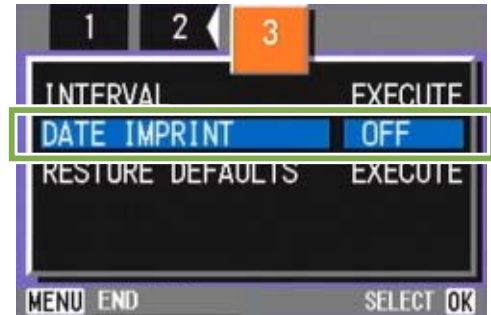 1 2 3
INTERVAL EXECUTE
DATE IMPRINT OFF
RESTORE DEFAULTS EXECUTE
MENU END SELECT OK